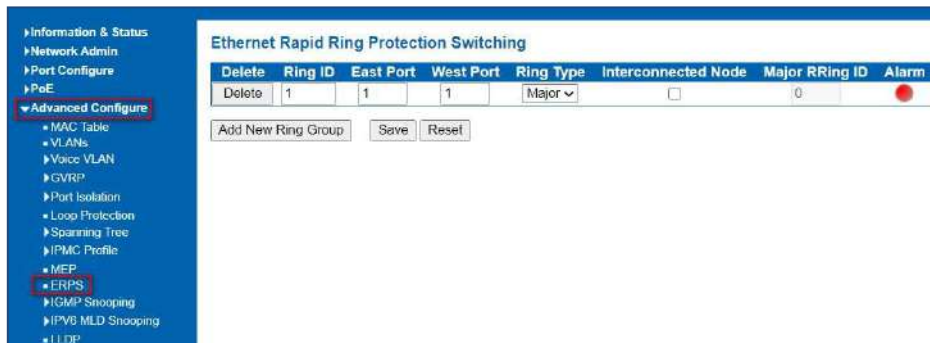 Information & Status
Network Admin
Port Configure
PoE
Advanced Configure
MAC Table
VLANs
Voice VLAN
GVRP
Port Isolation
Loop Protection
Spanning Tree
IPMC Profile
MEP
ERPS
IGMP Snooping
IPV6 MLD Snooping
LLDP
Ethernet Rapid Ring Protection Switching
Delete Ring ID East Port West Port Ring Type Interconnected Node Major RRing ID Alarm
Delete 1 1 1 Major 0
Add New Ring Group Save Reset